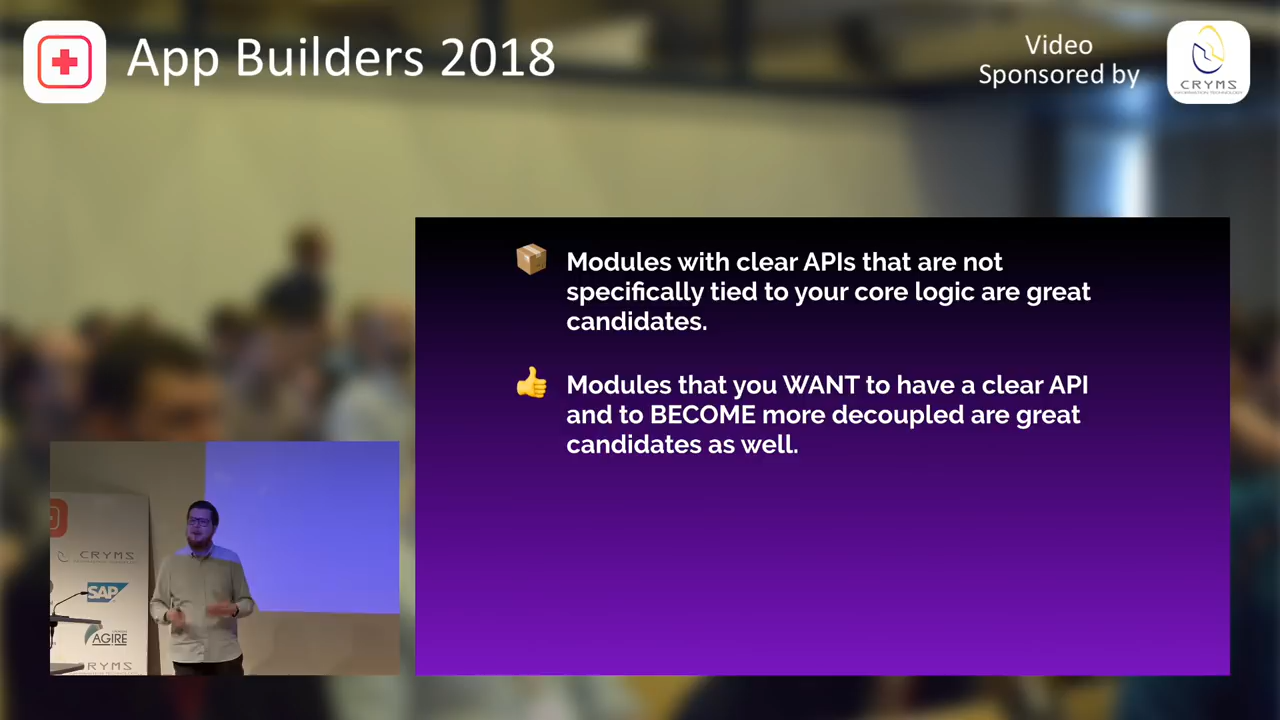 App Builders 2018
Video
Sponsored by
CRYMS
INFORMATION TECHNOLOGY
Modules with clear APIs that are not
specifically tied to your core logic are great
candidates.
Modules that you WANT to have a clear API
and to BECOME more decoupled are great
candidates as well.
CRYMS
SAP
AGIRE
CRYMS